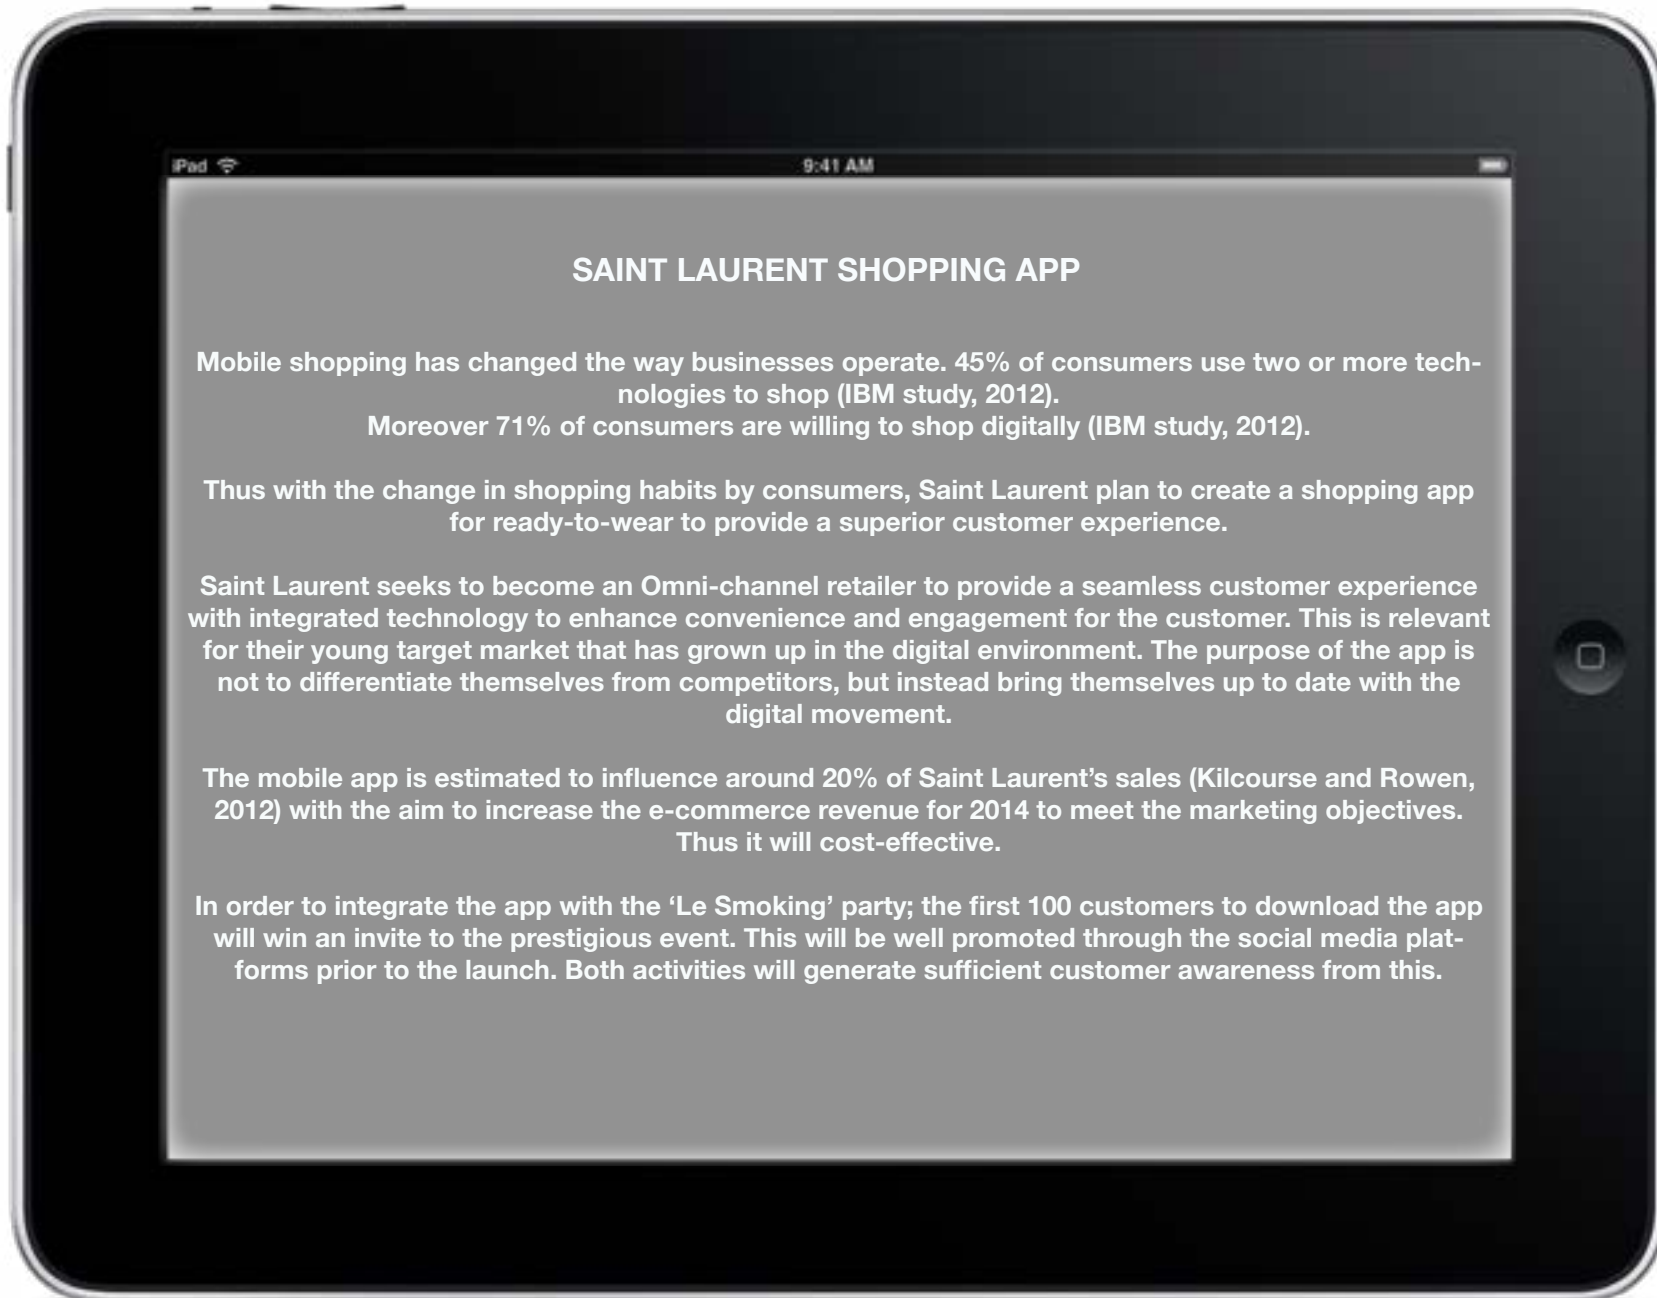 iPad
9:41 AM
SAINT LAURENT SHOPPING APP
Mobile shopping has changed the way businesses operate. 45% of consumers use two or more tech-
nologies to shop (IBM study, 2012).
Moreover 71% of consumers are willing to shop digitally (IBM study, 2012).
Thus with the change in shopping habits by consumers, Saint Laurent plan to create a shopping app
for ready-to-wear to provide a superior customer experience.
Saint Laurent seeks to become an Omni-channel retailer to provide a seamless customer experience
with integrated technology to enhance convenience and engagement for the customer. This is relevant
for their young target market that has grown up in the digital environment. The purpose of the app is
not to differentiate themselves from competitors, but instead bring themselves up to date with the
digital movement.
The mobile app is estimated to influence around 20% of Saint Laurent’s sales (Kilcourse and Rowen,
2012) with the aim to increase the e-commerce revenue for 2014 to meet the marketing objectives.
Thus it will cost-effective.
In order to integrate the app with the ‘Le Smoking’ party; the first 100 customers to download the app
will win an invite to the prestigious event. This will be well promoted through the social media plat-
forms prior to the launch. Both activities will generate sufficient customer awareness from this.